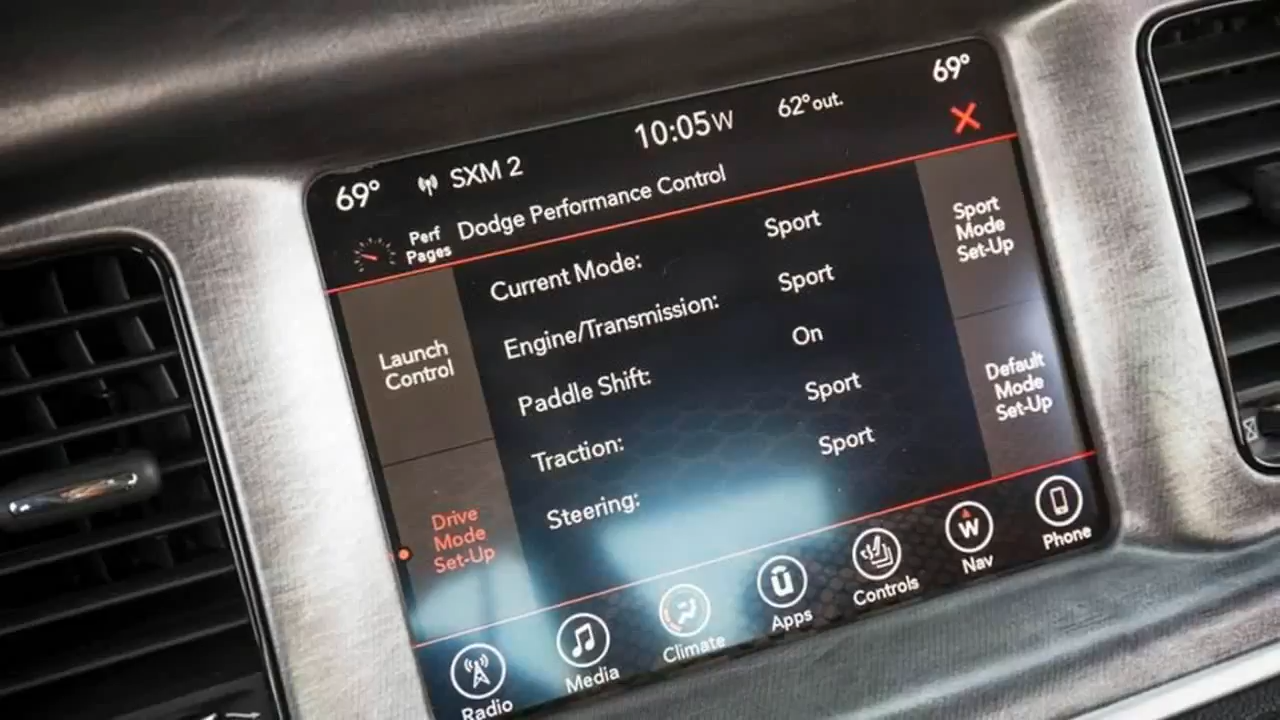 69° SXM 2 10:05 W 62° out. 69°
Perf
Pages
Dodge Performance Control
Launch
Control
Drive
Mode
Set-Up
Current Mode: Sport
Engine/Transmission: Sport
Paddle Shift: On
Traction: Sport
Steering: Sport
Sport
Mode
Set-Up
Default
Mode
Set-Up
Radio
Media
Climate
Apps
Controls
W
Nav
Phone